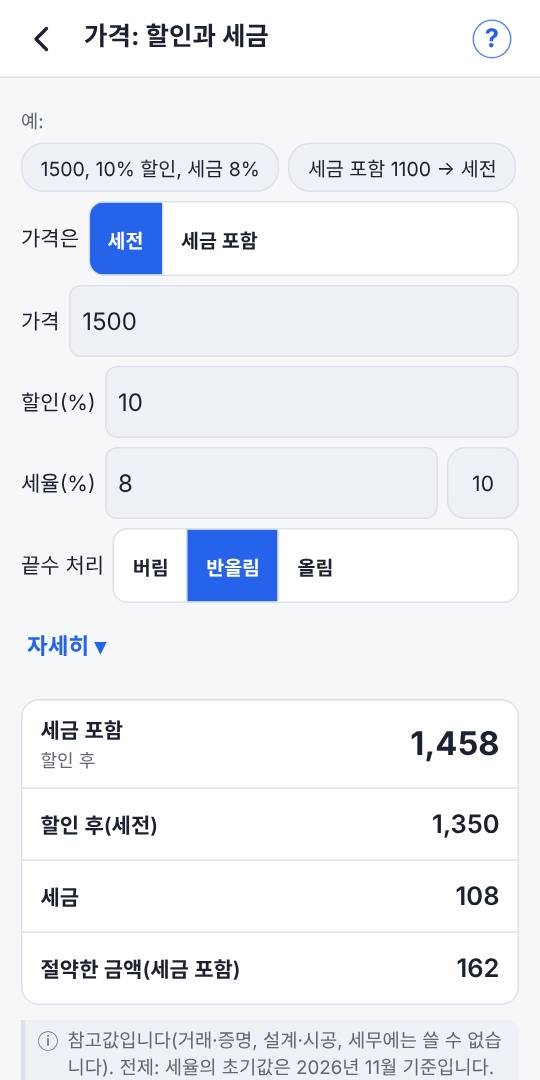 가격: 할인과 세금
?
예:
1500, 10% 할인, 세금 8%
세금 포함 1100 → 세전
가격은 세전 세금 포함
가격 1500
할인(%) 10
세율(%) 8 10
끝수 처리 버림 반올림 올림
자세히 ▼
세금 포함 1,458
할인 후
할인 후(세전) 1,350
세금 108
절약한 금액(세금 포함) 162
ⓘ 참고값입니다(거래·증명, 설계·시공, 세무에는 쓸 수 없습
니다). 전제: 세율의 초기값은 2026년 11월 기준입니다.